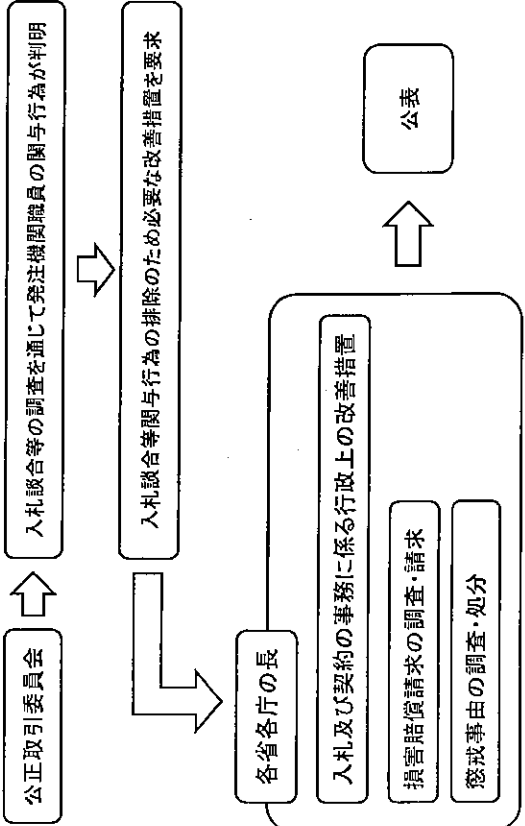 公正取引委員会
入札談合等の調査を通じて発注機関職員の関与行為が判明
入札談合等関与行為の排除のため必要な改善措置を要求
各省各庁の長
入札及び契約の事務に係る行政上の改善措置
損害賠償請求の調査・請求
懲戒事由の調査・処分
公表